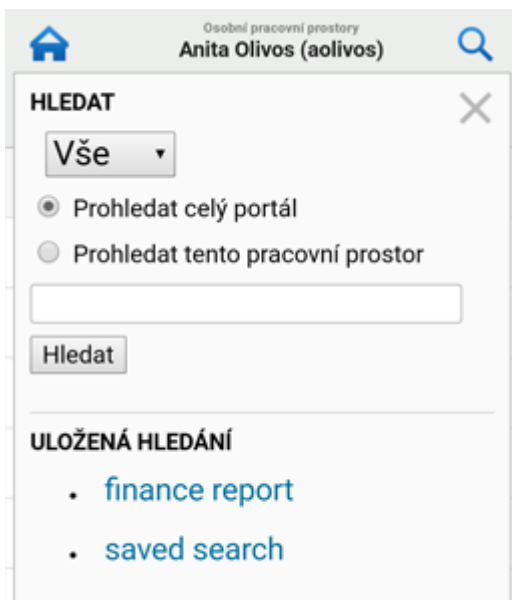 Osobní pracovní prostory
Anita Olivos (aolivos)
HLEDAT
Vše
Prohledat celý portál
Prohledat tento pracovní prostor
Hledat
ULOŽENÁ HLEDÁNÍ
finance report
saved search